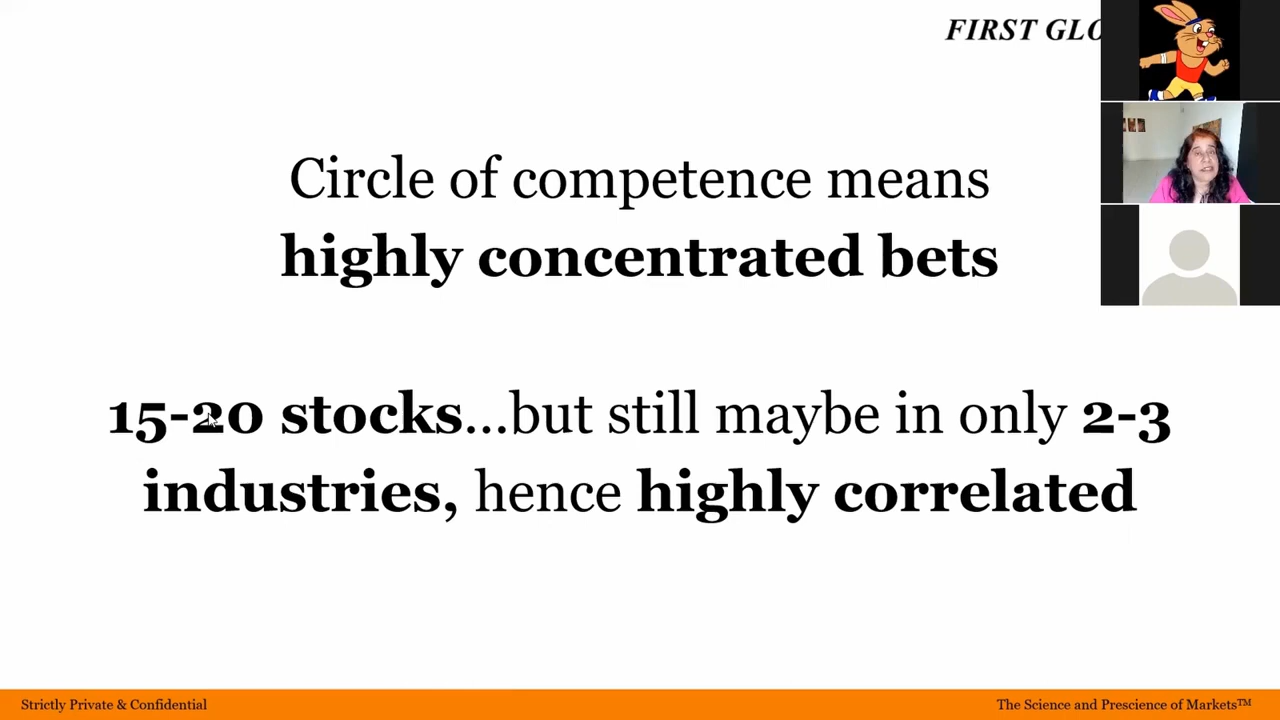 FIRST GLO
Circle of competence means
highly concentrated bets
15-20 stocks...but still maybe in only 2-3
industries, hence highly correlated
Strictly Private & Confidential
The Science and Prescience of Markets™